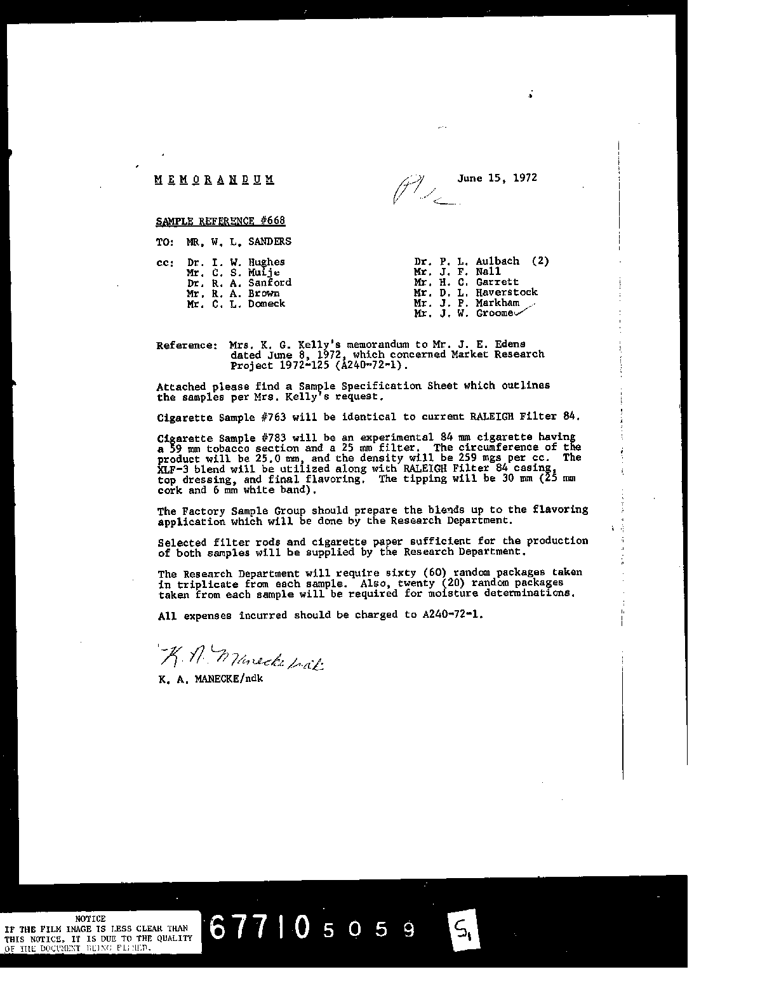 MEMORANDUM
June 15, 1972
SAMPLE REFERENCE #668
TO: MR. W. L. SANDERS
cc: Dr. I. W. Hughes
Mr. C. S. Muije
Dr. R. A. Sanford
Mr. R. A. Brown
Mr. C. L. Domeck
Dr. P. L. Aulbach (2)
Mr. J. F. Nall
Mr. H. C. Garrett
Mr. D. L. Haverstock
Mr. J. P. Markham
Mr. J. W. Groome
Reference: Mrs. K. G. Kelly's memorandum to Mr. J. E. Edens
dated June 8, 1972, which concerned Market Research
Project 1972-125 (A240-72-1).
Attached please find a Sample Specification Sheet which outlines
the samples per Mrs. Kelly's request.
Cigarette Sample #763 will be identical to current RALEIGH Filter 84.
Cigarette Sample #783 will be an experimental 84 mm cigarette having
a 59 mm tobacco section and a 25 mm filter. The circumference of the
product will be 25.0 mm, and the density will be 259 mgs per cc. The
XLF-3 blend will be utilized along with RALEIGH Filter 84 casing,
top dressing, and final flavoring. The tipping will be 30 mm (25 mm
cork and 6 mm white band).
The Factory Sample Group should prepare the blends up to the flavoring
application which will be done by the Research Department.
Selected filter rods and cigarette paper sufficient for the production
of both samples will be supplied by the Research Department.
The Research Department will require sixty (60) random packages taken
in triplicate from each sample. Also, twenty (20) random packages
taken from each sample will be required for moisture determinations.
All expenses incurred should be charged to A240-72-1.
K. A. Manecke
K. A. MANECKE/ndk
NOTICE
IF THE FILM IMAGE IS LESS CLEAR THAN
THIS NOTICE, IT IS DUE TO THE QUALITY
OF THE DOCUMENT BEING FILMED.
677105059